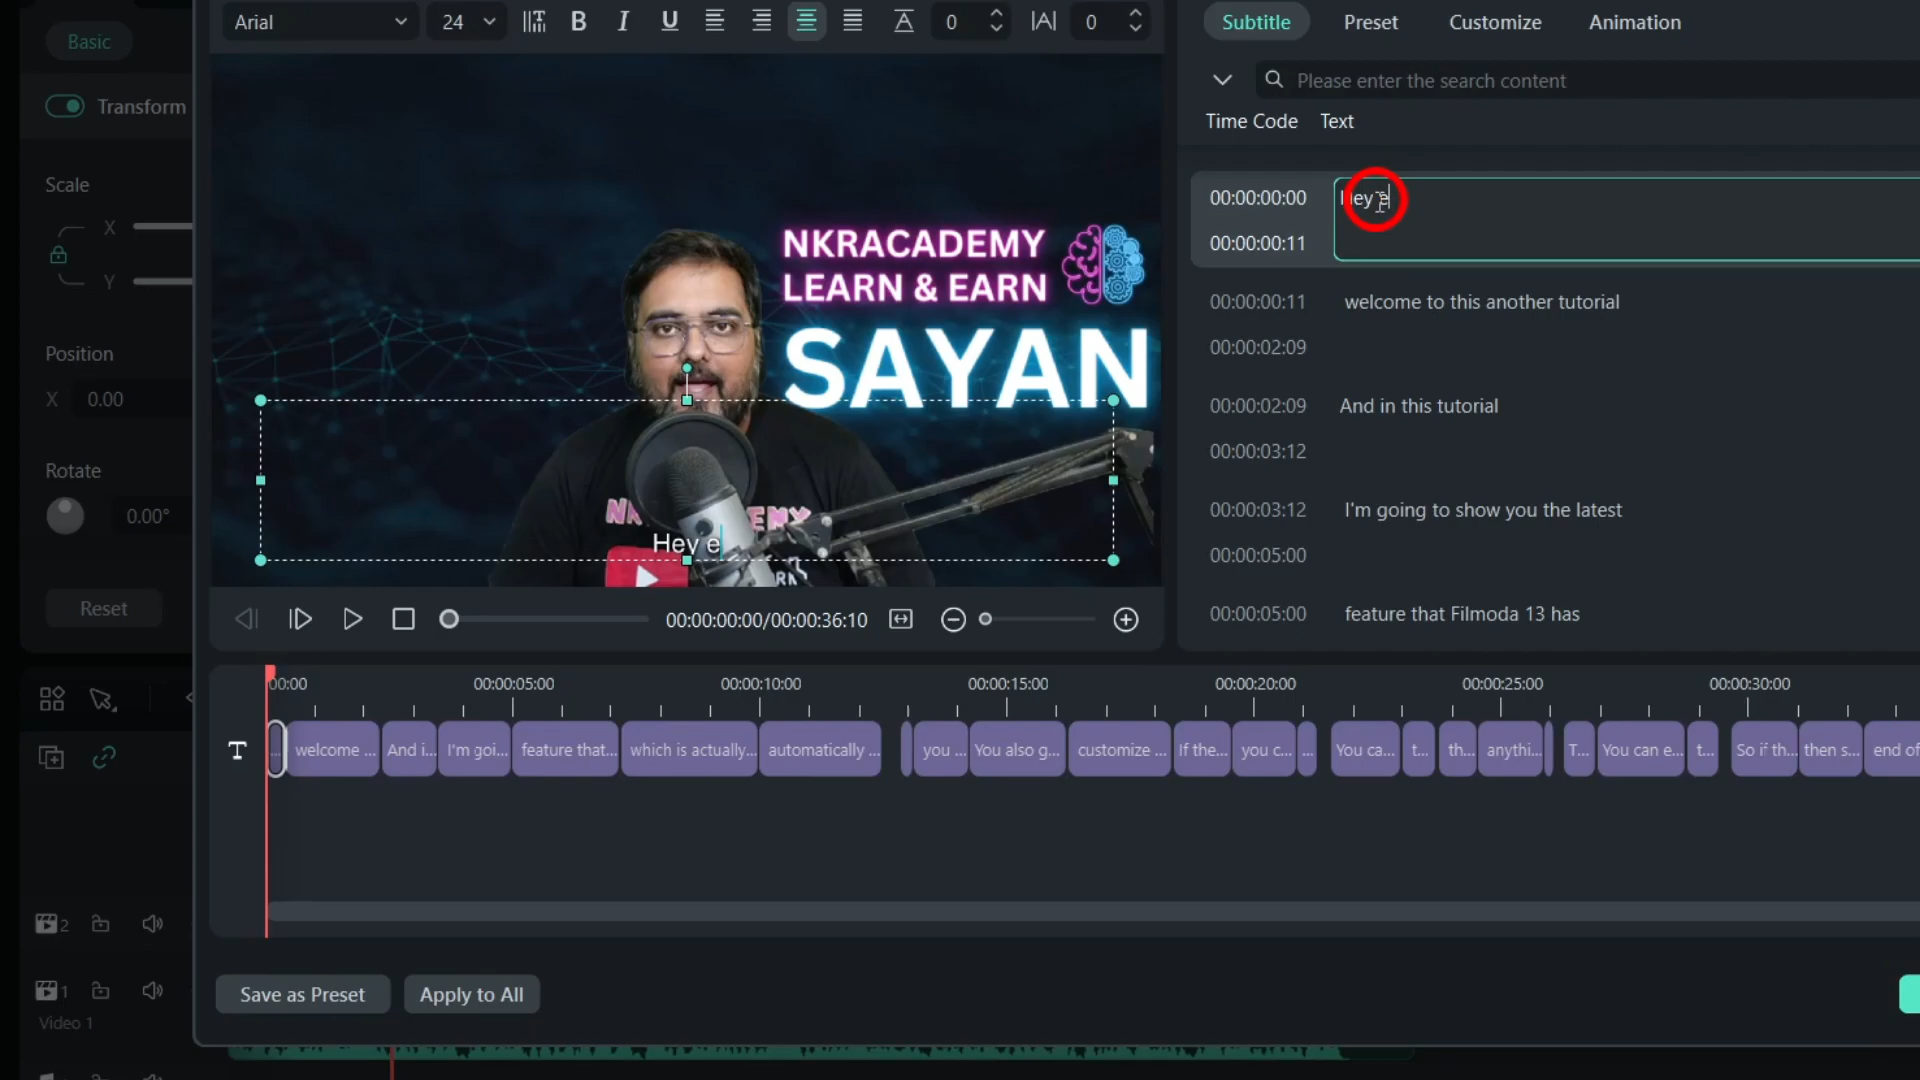 Basic
Arial
24
B
I
U
A
0
|A|
0
Subtitle
Preset
Customize
Animation
Transform
Please enter the search content
Time Code
Text
Scale
X
Y
Position
X
0.00
Rotate
0.00°
Reset
NKRACADEMY
LEARN & EARN
SAYAN
Hey e
00:00:00:00
Hey e
00:00:00:11
00:00:00:11
welcome to this another tutorial
00:00:02:09
00:00:02:09
And in this tutorial
00:00:03:12
00:00:03:12
I'm going to show you the latest
00:00:05:00
00:00:05:00
feature that Filmoda 13 has
00:00:00:00/00:00:36:10
00:00
00:00:05:00
00:00:10:00
00:00:15:00
00:00:20:00
00:00:25:00
00:00:30:00
T
...
welcome ...
And i...
I'm goi...
feature that...
which is actually...
automatically ...
you ...
You also g...
customize ...
If the...
you c...
...
You ca...
t...
th...
anythi...
T...
You can e...
t...
So if th...
then s...
end of
2
1
Video 1
Save as Preset
Apply to All